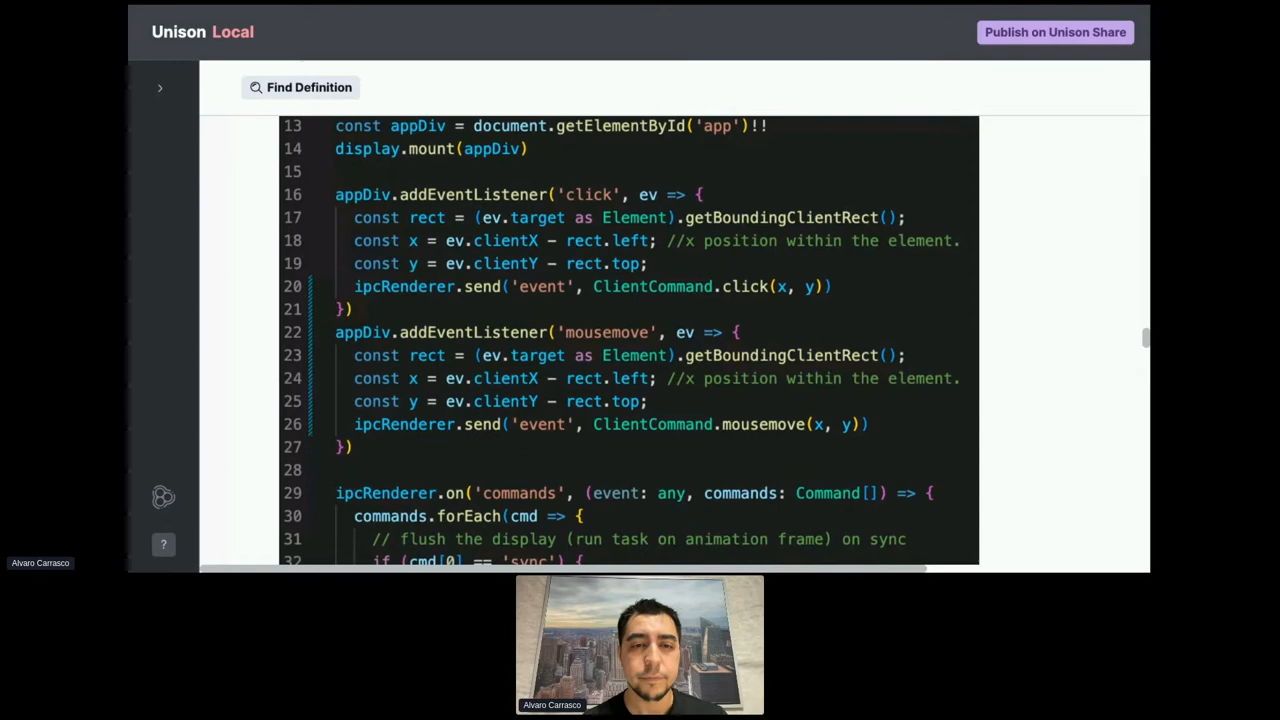 Unison Local
Publish on Unison Share
Find Definition
13 const appDiv = document.getElementById('app')!!
14 display.mount(appDiv)
15
16 appDiv.addEventListener('click', ev => {
17 const rect = (ev.target as Element).getBoundingClientRect();
18 const x = ev.clientX - rect.left; //x position within the element.
19 const y = ev.clientY - rect.top;
20 ipcRenderer.send('event', ClientCommand.click(x, y))
21 })
22 appDiv.addEventListener('mousemove', ev => {
23 const rect = (ev.target as Element).getBoundingClientRect();
24 const x = ev.clientX - rect.left; //x position within the element.
25 const y = ev.clientY - rect.top;
26 ipcRenderer.send('event', ClientCommand.mousemove(x, y))
27 })
28
29 ipcRenderer.on('commands', (event: any, commands: Command[]) => {
30 commands.forEach(cmd => {
31 // flush the display (run task on animation frame) on sync
32 if (cmd[0] == 'sync') {
?
Alvaro Carrasco
Alvaro Carrasco